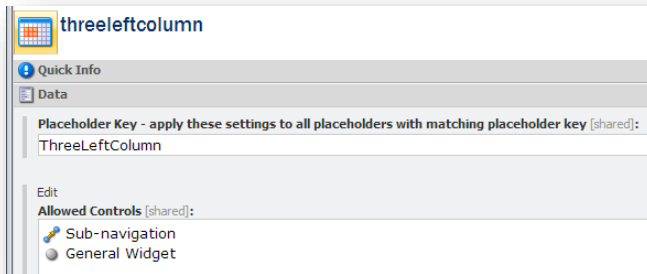 threeleftcolumn
Quick Info
Data
Placeholder Key - apply these settings to all placeholders with matching placeholder key [shared]:
ThreeLeftColumn
Edit
Allowed Controls [shared]:
Sub-navigation
General Widget